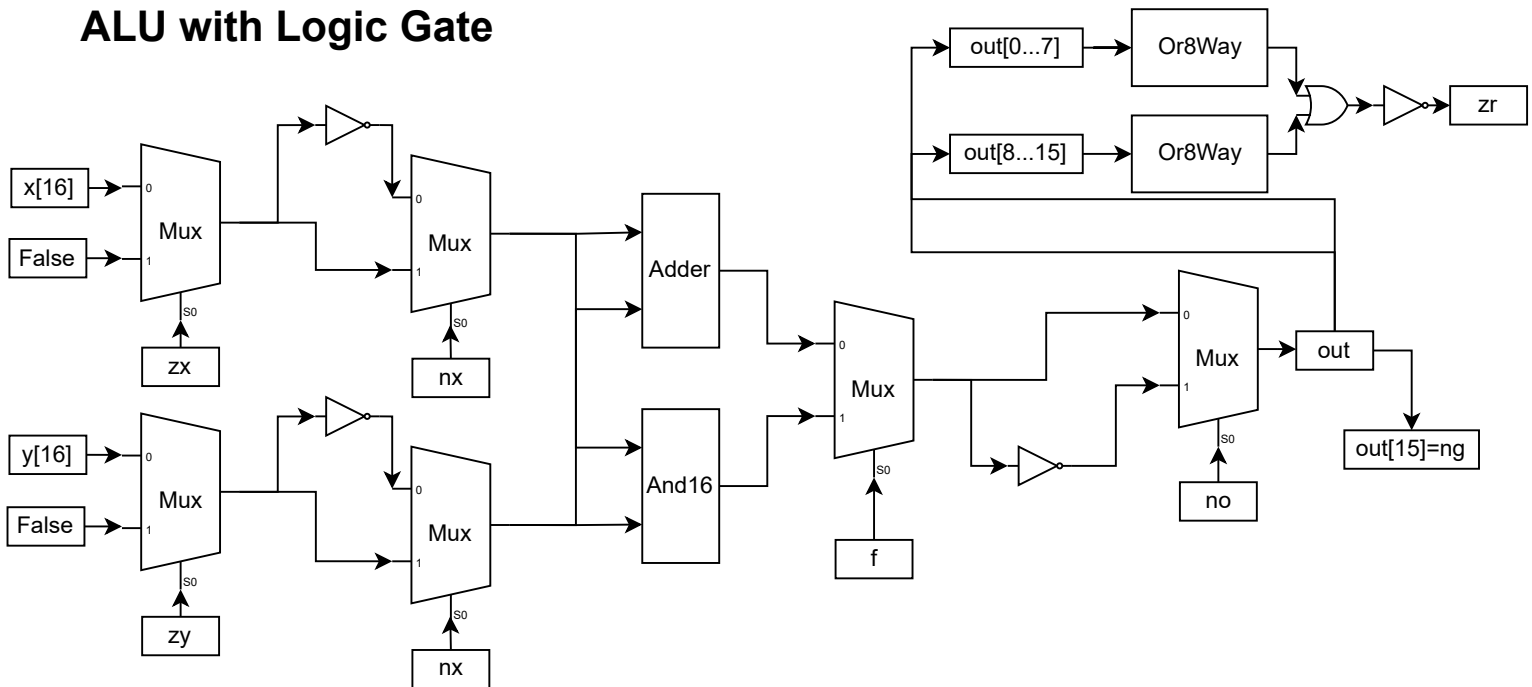 ALU with Logic Gate
out[0...7]
Or8Way
zr
out[8...15]
Or8Way
x[16]
0
Mux
False
1
S0
zx
0
Mux
1
S0
nx
Adder
y[16]
0
Mux
False
1
S0
zy
0
Mux
1
S0
nx
And16
0
Mux
1
S0
f
0
Mux
1
S0
no
out
out[15]=ng